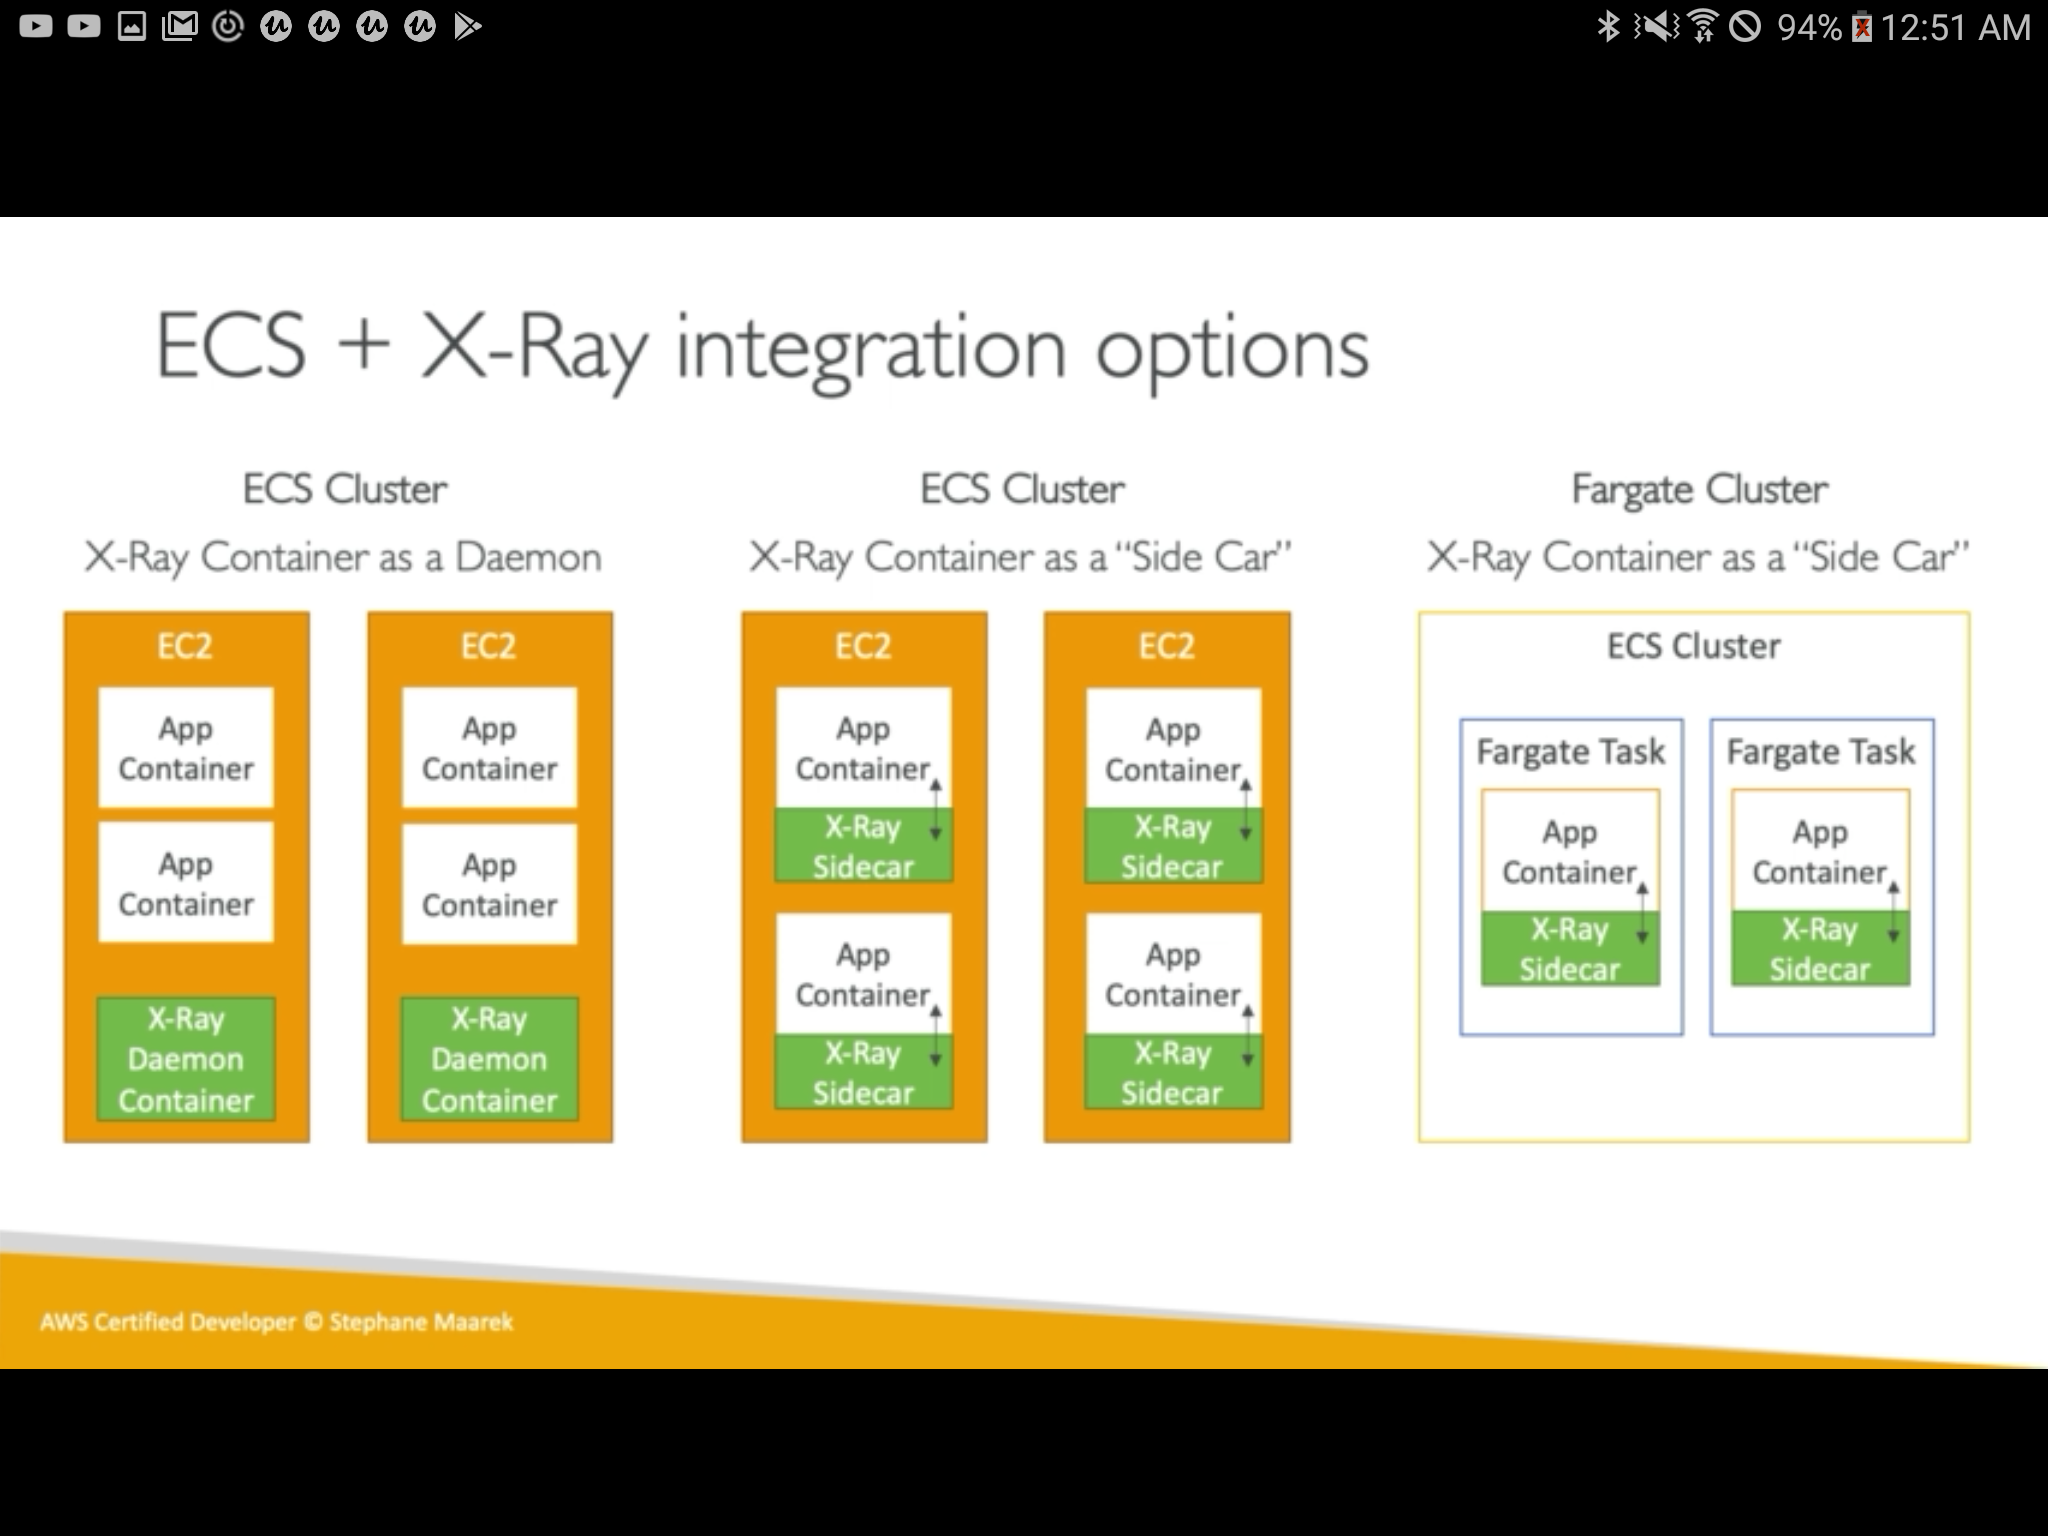 94% 12:51 AM
ECS + X-Ray integration options
ECS Cluster
X-Ray Container as a Daemon
EC2
App
Container
App
Container
X-Ray
Daemon
Container
EC2
App
Container
App
Container
X-Ray
Daemon
Container
ECS Cluster
X-Ray Container as a “Side Car”
EC2
App
Container
X-Ray
Sidecar
App
Container
X-Ray
Sidecar
EC2
App
Container
X-Ray
Sidecar
App
Container
X-Ray
Sidecar
Fargate Cluster
X-Ray Container as a “Side Car”
ECS Cluster
Fargate Task
App
Container
X-Ray
Sidecar
Fargate Task
App
Container
X-Ray
Sidecar
AWS Certified Developer © Stephane Maarek